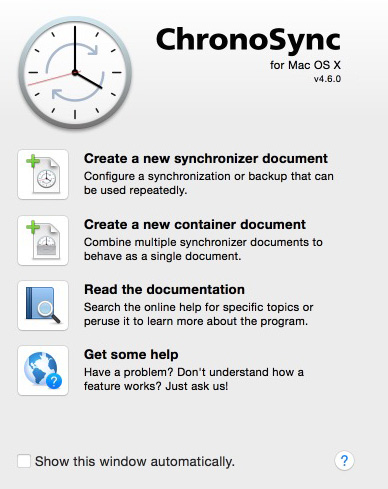 ChronoSync
for Mac OS X
v4.6.0
Create a new synchronizer document
Configure a synchronization or backup that can
be used repeatedly.
Create a new container document
Combine multiple synchronizer documents to
behave as a single document.
Read the documentation
Search the online help for specific topics or
peruse it to learn more about the program.
Get some help
Have a problem? Don't understand how a
feature works? Just ask us!
?
Show this window automatically.
?